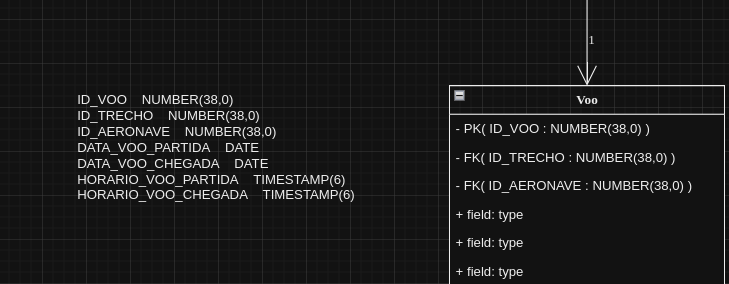 1
Voo
ID_VOO NUMBER(38,0)
ID_TRECHO NUMBER(38,0)
ID_AERONAVE NUMBER(38,0)
DATA_VOO_PARTIDA DATE
DATA_VOO_CHEGADA DATE
HORARIO_VOO_PARTIDA TIMESTAMP(6)
HORARIO_VOO_CHEGADA TIMESTAMP(6)
- PK( ID_VOO : NUMBER(38,0) )
- FK( ID_TRECHO : NUMBER(38,0) )
- FK( ID_AERONAVE : NUMBER(38,0) )
+ field: type
+ field: type
+ field: type